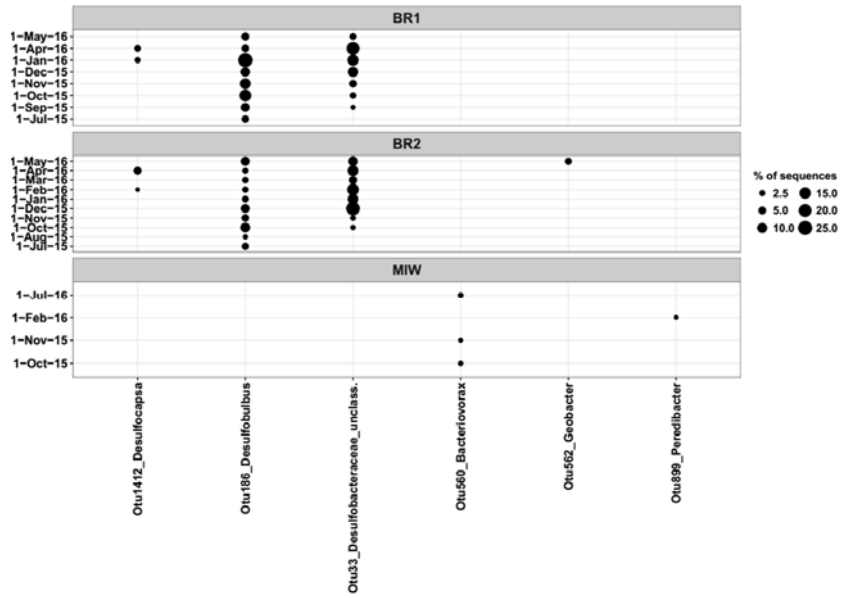 BR1
1-May-16
1-Apr-16
1-Jan-16
1-Dec-15
1-Nov-15
1-Oct-15
1-Sep-15
1-Jul-15
BR2
1-May-16
1-Apr-16
1-Mar-16
1-Feb-16
1-Jan-16
1-Dec-15
1-Nov-15
1-Oct-15
1-Aug-15
1-Jul-15
% of sequences
2.5 15.0
5.0 20.0
10.0 25.0
MIW
1-Jul-16
1-Feb-16
1-Nov-15
1-Oct-15
Otu1412_Desulfocapsa
Otu186_Desulfobulbus
Otu33_Desulfobacteraceae_unclass.
Otu560_Bacteriovorax
Otu562_Geobacter
Otu899_Peredibacter